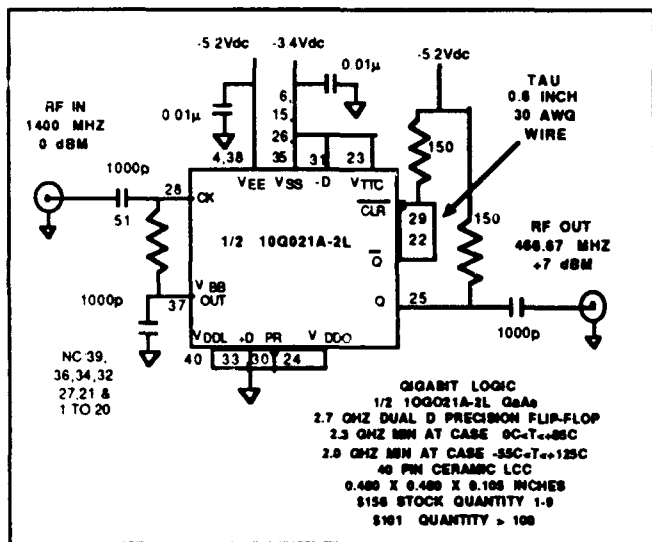 -5.2Vdc
-3.4Vdc
-5.2Vdc
0.01µ
0.01µ
6,
15,
26,
TAU
0.6 INCH
30 AWG
WIRE
RF IN
1400 MHZ
0 dBM
4,38
35
31
23
150
1000p
28
VEE
VSS
-D
VTTC
CLR
29
CK
51
1/2 10G021A-2L
22
Q
150
RF OUT
466.67 MHZ
+7 dBM
VBB
OUT
37
Q
25
1000p
1000p
VDDL
+D
PR
VDDO
40
33
30
24
NC 39,
36,34,32
27,21 &
1 TO 20
GIGABIT LOGIC
1/2 10G021A-2L GaAs
2.7 GHZ DUAL D PRECISION FLIP-FLOP
2.3 GHZ MIN AT CASE 0C<T<+85C
2.0 GHZ MIN AT CASE -55C<T<+125C
40 PIN CERAMIC LCC
0.480 X 0.480 X 0.105 INCHES
$156 STOCK QUANTITY 1-9
$101 QUANTITY > 100